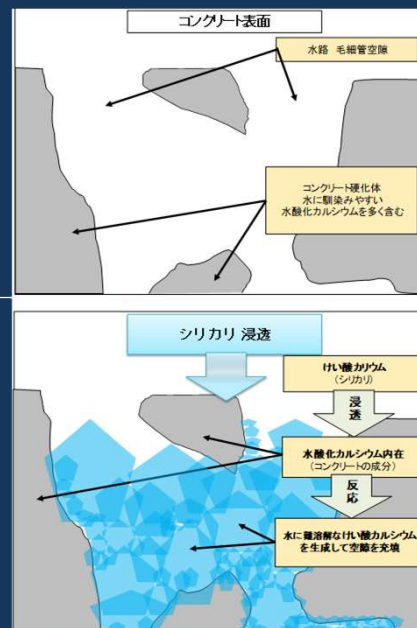 コンクリート表面
水路 毛細管空隙
コンクリート硬化体
水に馴染みやすい
水酸化カルシウムを多く含む
シリカリ 浸透
けい酸カリウム
(シリカリ)
浸透
水酸化カルシウム内在
(コンクリートの成分)
反応
水に難溶解なけい酸カルシウム
を生成して空隙を充填